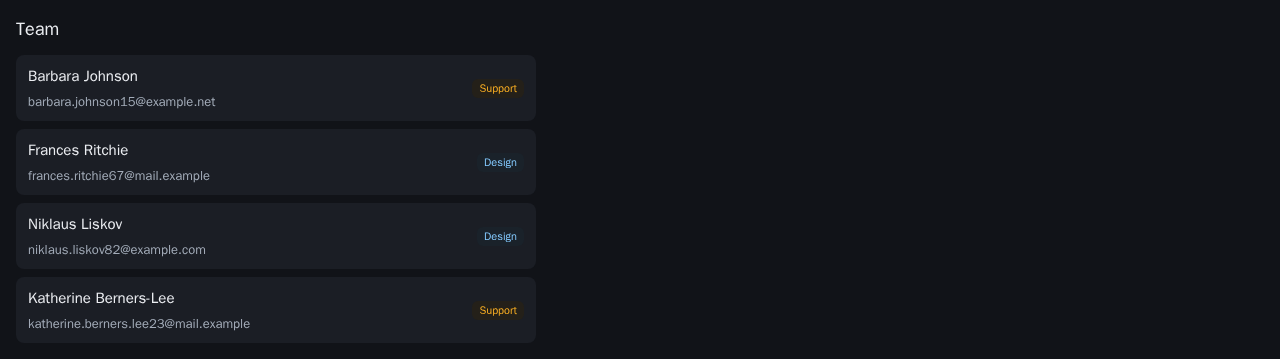 Team
Barbara Johnson
barbara.johnson15@example.net
Support
Frances Ritchie
frances.ritchie67@mail.example
Design
Niklaus Liskov
niklaus.liskov82@example.com
Design
Katherine Berners-Lee
katherine.berners.lee23@mail.example
Support